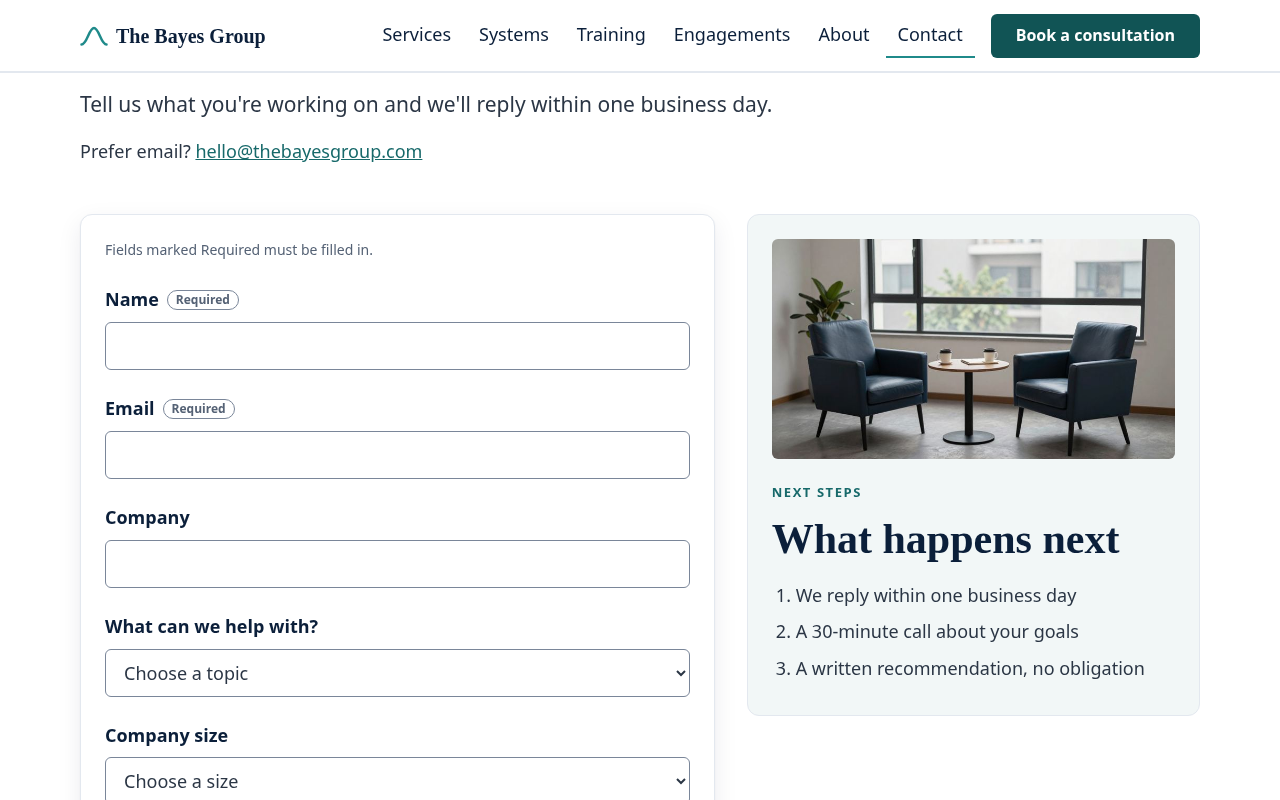 The Bayes Group
Services Systems Training Engagements About Contact Book a consultation
Tell us what you're working on and we'll reply within one business day.
Prefer email? hello@thebayesgroup.com
Fields marked Required must be filled in.
Name Required
Email Required
Company
What can we help with?
Choose a topic
Company size
Choose a size
NEXT STEPS
What happens next
1. We reply within one business day
2. A 30-minute call about your goals
3. A written recommendation, no obligation